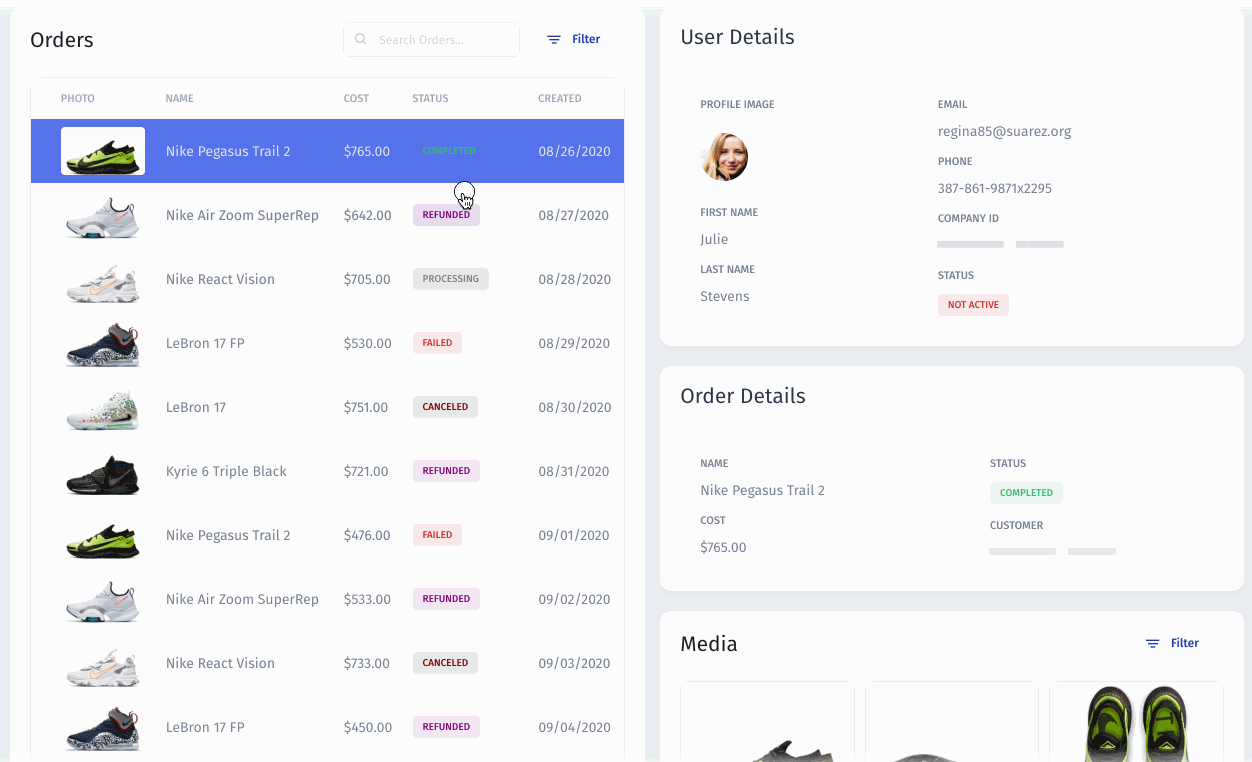 Orders
Search Orders...
Filter
PHOTO NAME COST STATUS CREATED
Nike Pegasus Trail 2 $765.00 COMPLETED 08/26/2020
Nike Air Zoom SuperRep $642.00 REFUNDED 08/27/2020
Nike React Vision $705.00 PROCESSING 08/28/2020
LeBron 17 FP $530.00 FAILED 08/29/2020
LeBron 17 $751.00 CANCELED 08/30/2020
Kyrie 6 Triple Black $721.00 REFUNDED 08/31/2020
Nike Pegasus Trail 2 $476.00 FAILED 09/01/2020
Nike Air Zoom SuperRep $533.00 REFUNDED 09/02/2020
Nike React Vision $733.00 CANCELED 09/03/2020
LeBron 17 FP $450.00 REFUNDED 09/04/2020
User Details
PROFILE IMAGE
FIRST NAME
Julie
LAST NAME
Stevens
EMAIL
regina85@suarez.org
PHONE
387-861-9871x2295
COMPANY ID
STATUS
NOT ACTIVE
Order Details
NAME
Nike Pegasus Trail 2
COST
$765.00
STATUS
COMPLETED
CUSTOMER
Media
Filter